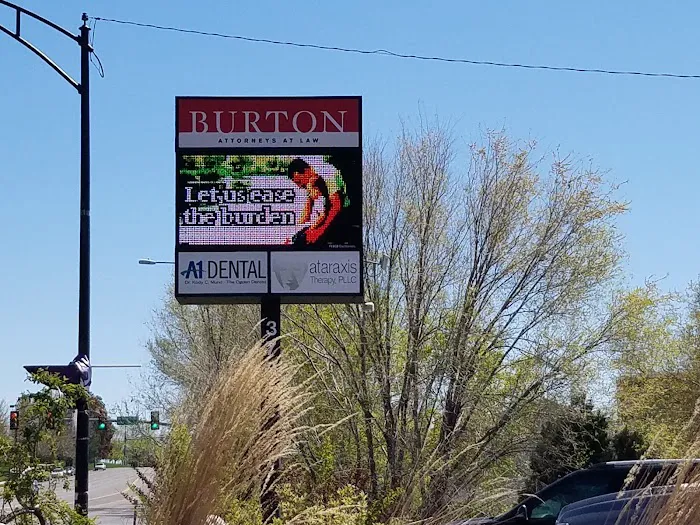 BURTON
ATTORNEYS AT LAW
Let us ease
the burden
A1 DENTAL
ataraxis
Therapy, PLLC
3